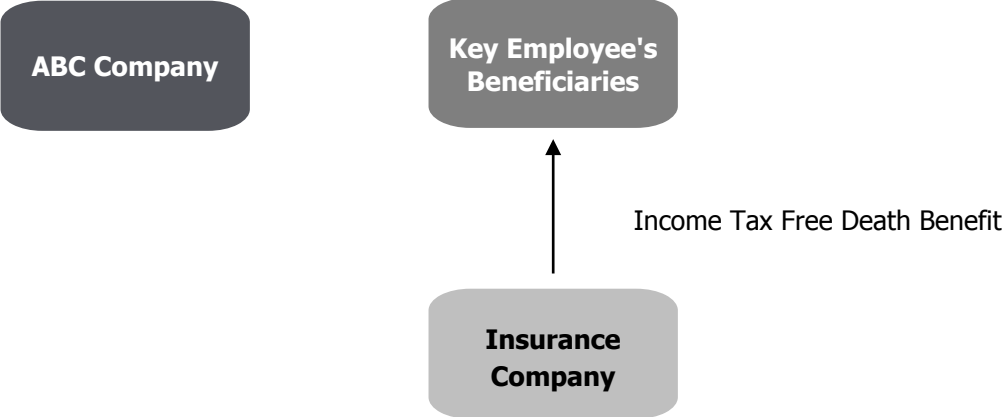 ABC Company
Key Employee's
Beneficiaries
Income Tax Free Death Benefit
Insurance
Company